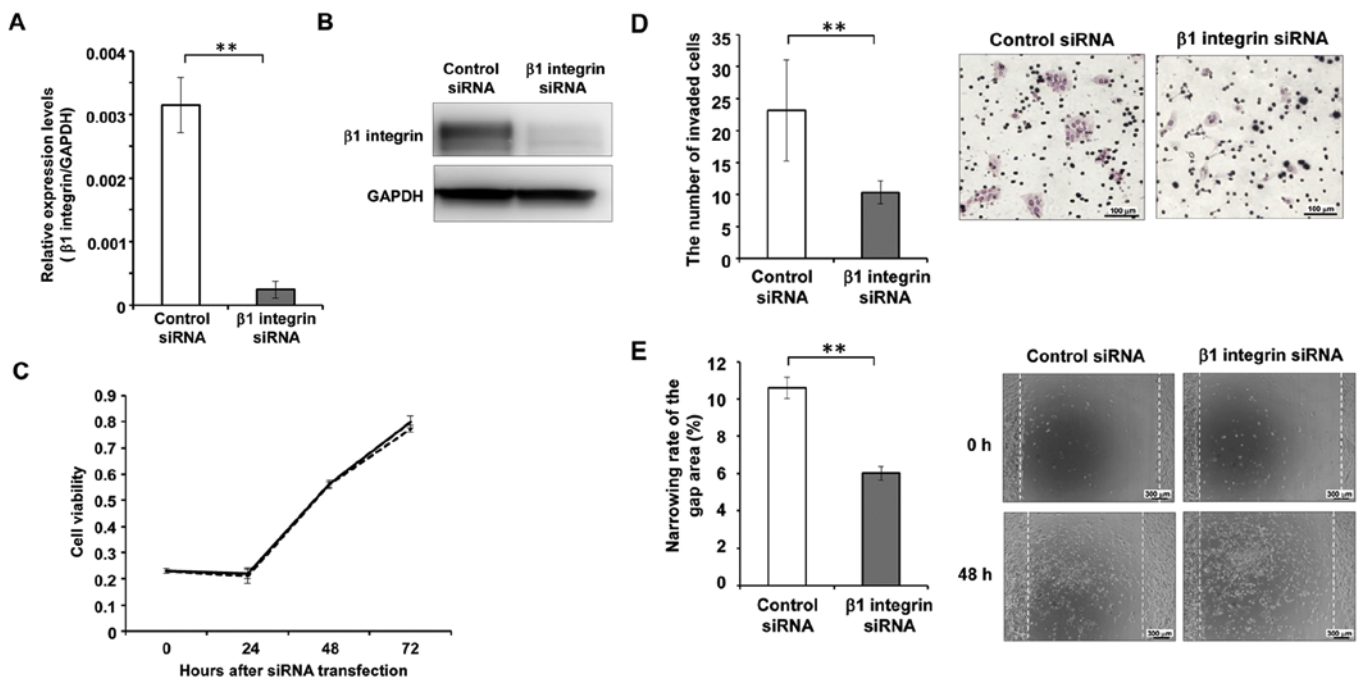 A
**
0.004
0.003
0.002
0.001
0
Relative expression levels
( β1 integrin/GAPDH)
Control
siRNA
β1 integrin
siRNA
B
Control
siRNA
β1 integrin
siRNA
β1 integrin
GAPDH
C
0.9
0.8
0.7
0.6
0.5
0.4
0.3
0.2
0.1
0
Cell viability
0
24
48
72
Hours after siRNA transfection
D
**
35
30
25
20
15
10
5
0
The number of invaded cells
Control
siRNA
β1 integrin
siRNA
Control siRNA
β1 integrin siRNA
100 μm
100 μm
E
**
12
10
8
6
4
2
0
Narrowing rate of the
gap area (%)
Control
siRNA
β1 integrin
siRNA
Control siRNA
β1 integrin siRNA
0 h
300 μm
300 μm
48 h
300 μm
300 μm